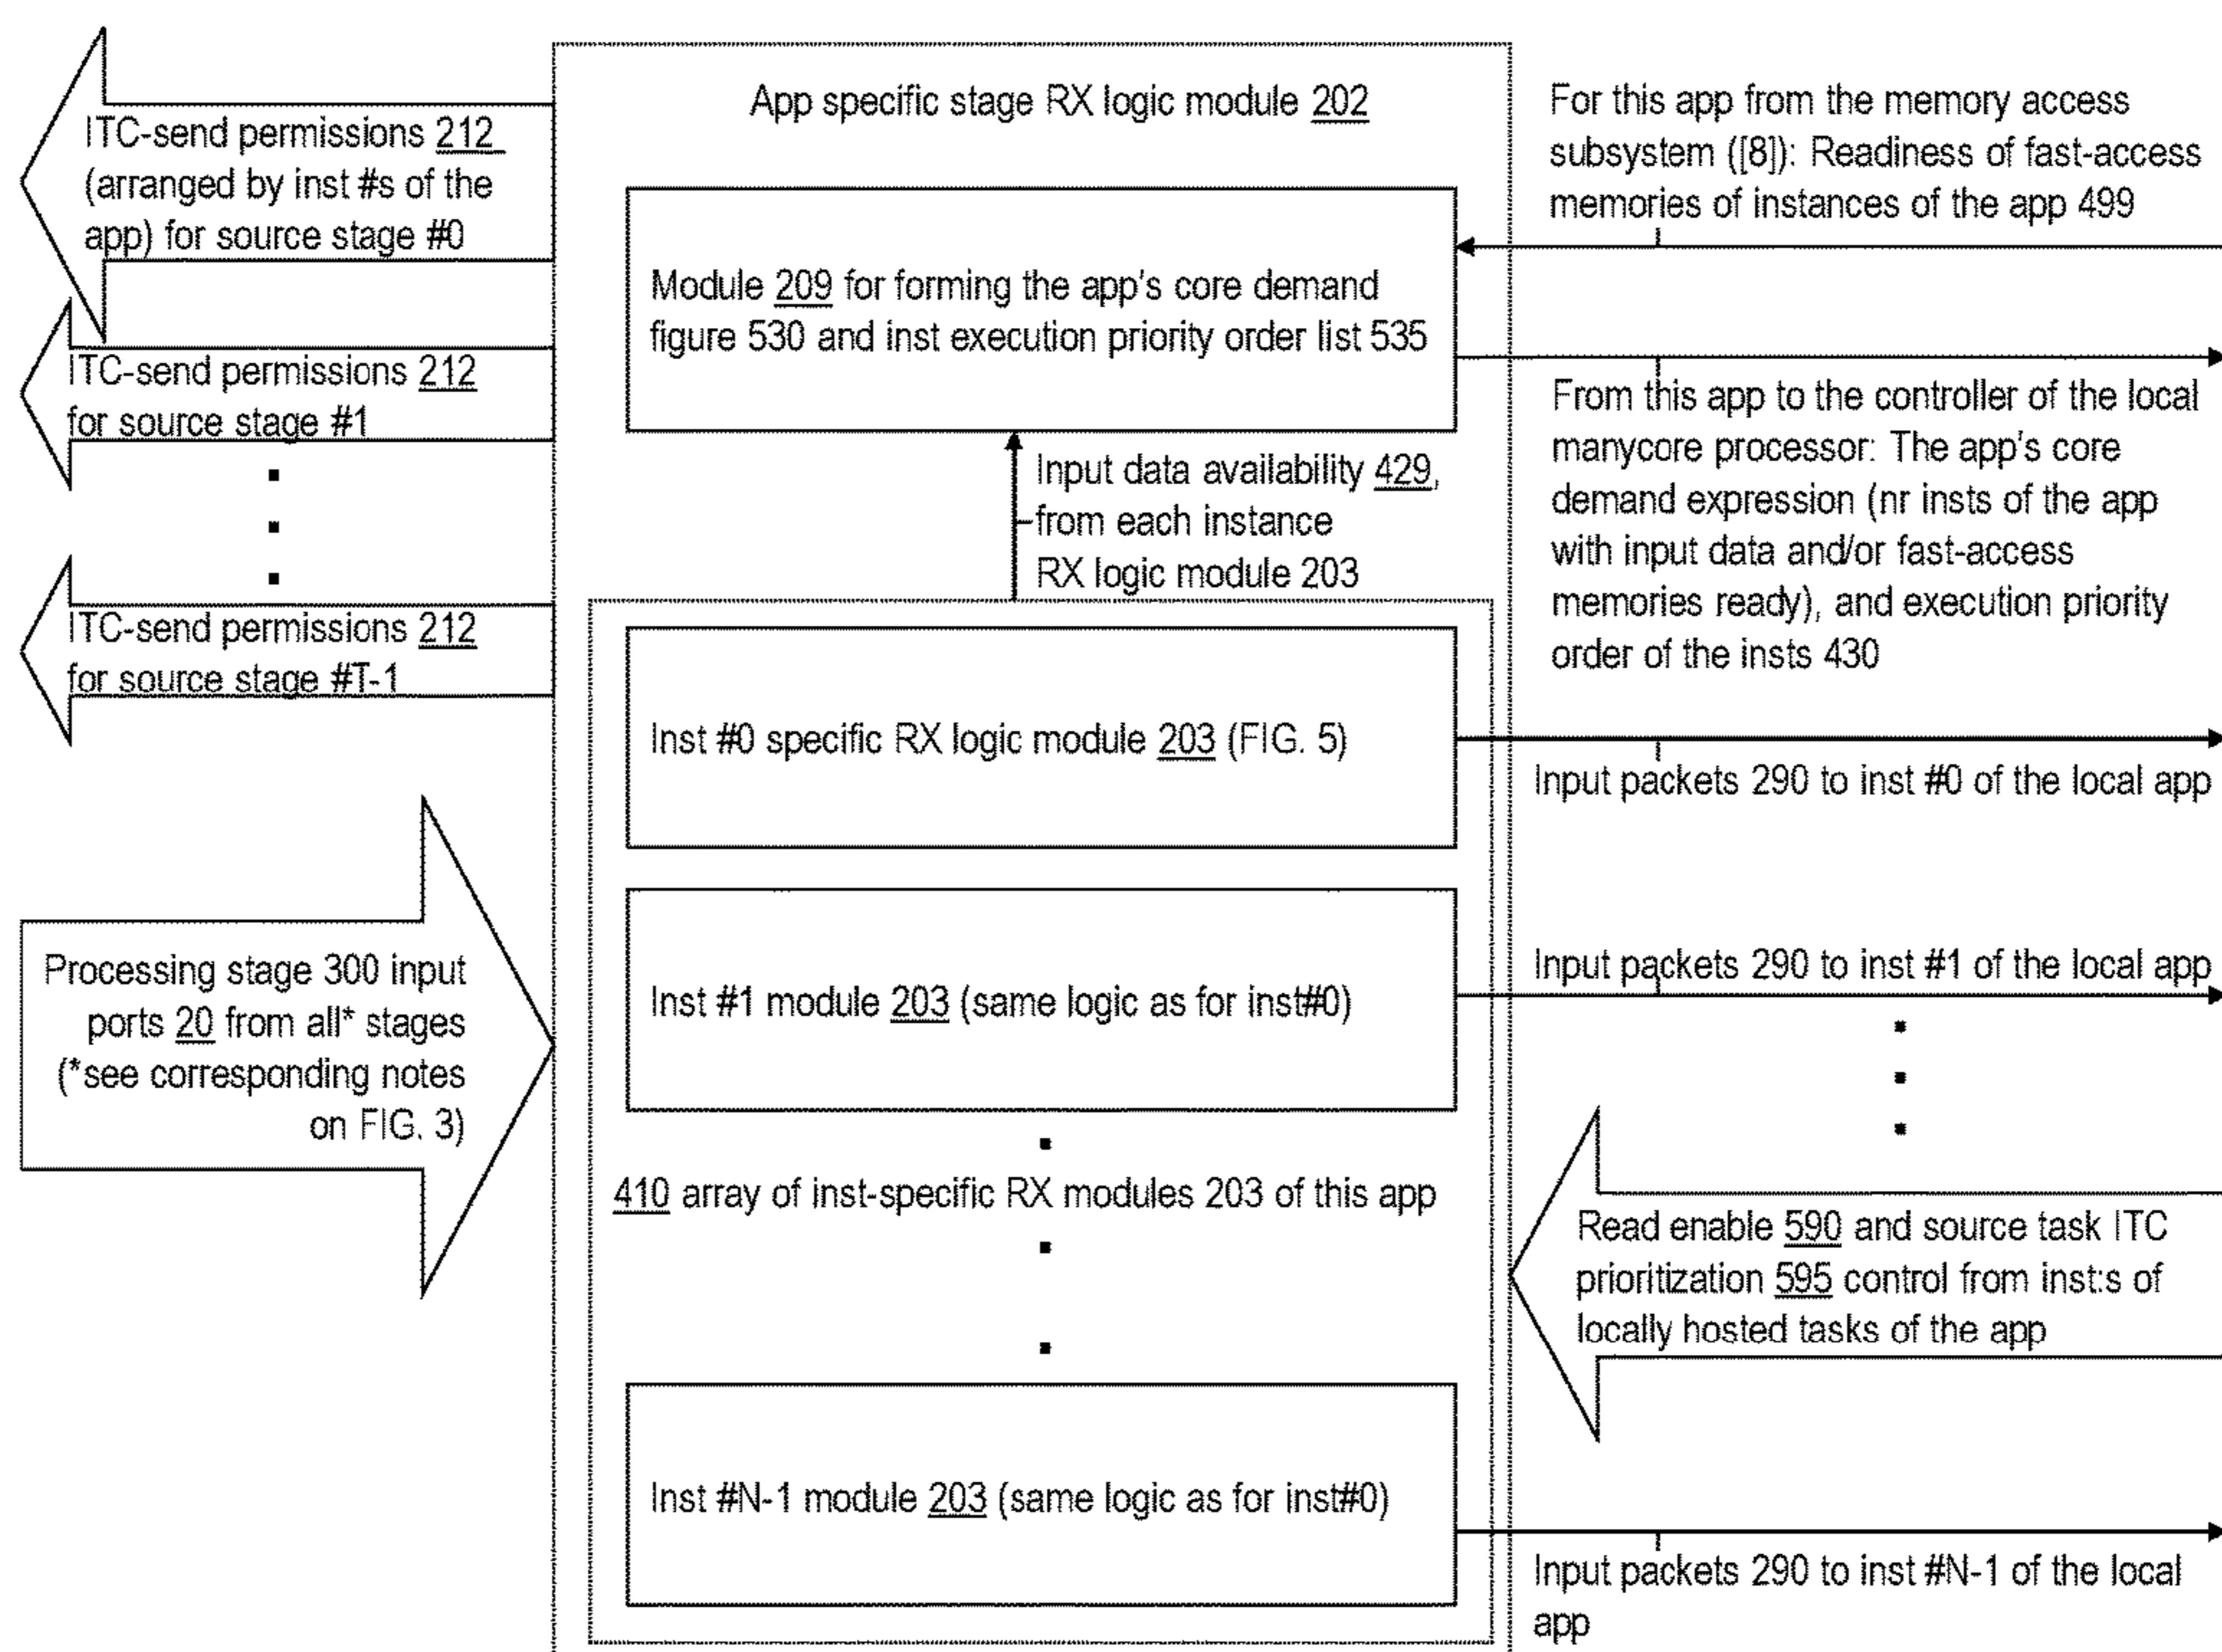 App specific stage RX logic module 202
ITC-send permissions 212
(arranged by inst #s of the
app) for source stage #0
ITC-send permissions 212
for source stage #1
ITC-send permissions 212
for source stage #T-1
Processing stage 300 input
ports 20 from all* stages
(*see corresponding notes
on FIG. 3)
Module 209 for forming the app's core demand
figure 530 and inst execution priority order list 535
Input data availability 429,
from each instance
RX logic module 203
Inst #0 specific RX logic module 203 (FIG. 5)
Inst #1 module 203 (same logic as for inst#0)
410 array of inst-specific RX modules 203 of this app
Inst #N-1 module 203 (same logic as for inst#0)
For this app from the memory access
subsystem ([8]): Readiness of fast-access
memories of instances of the app 499
From this app to the controller of the local
manycore processor: The app's core
demand expression (nr insts of the app
with input data and/or fast-access
memories ready), and execution priority
order of the insts 430
Input packets 290 to inst #0 of the local app
Input packets 290 to inst #1 of the local app
Read enable 590 and source task ITC
prioritization 595 control from inst:s of
locally hosted tasks of the app
Input packets 290 to inst #N-1 of the local
app